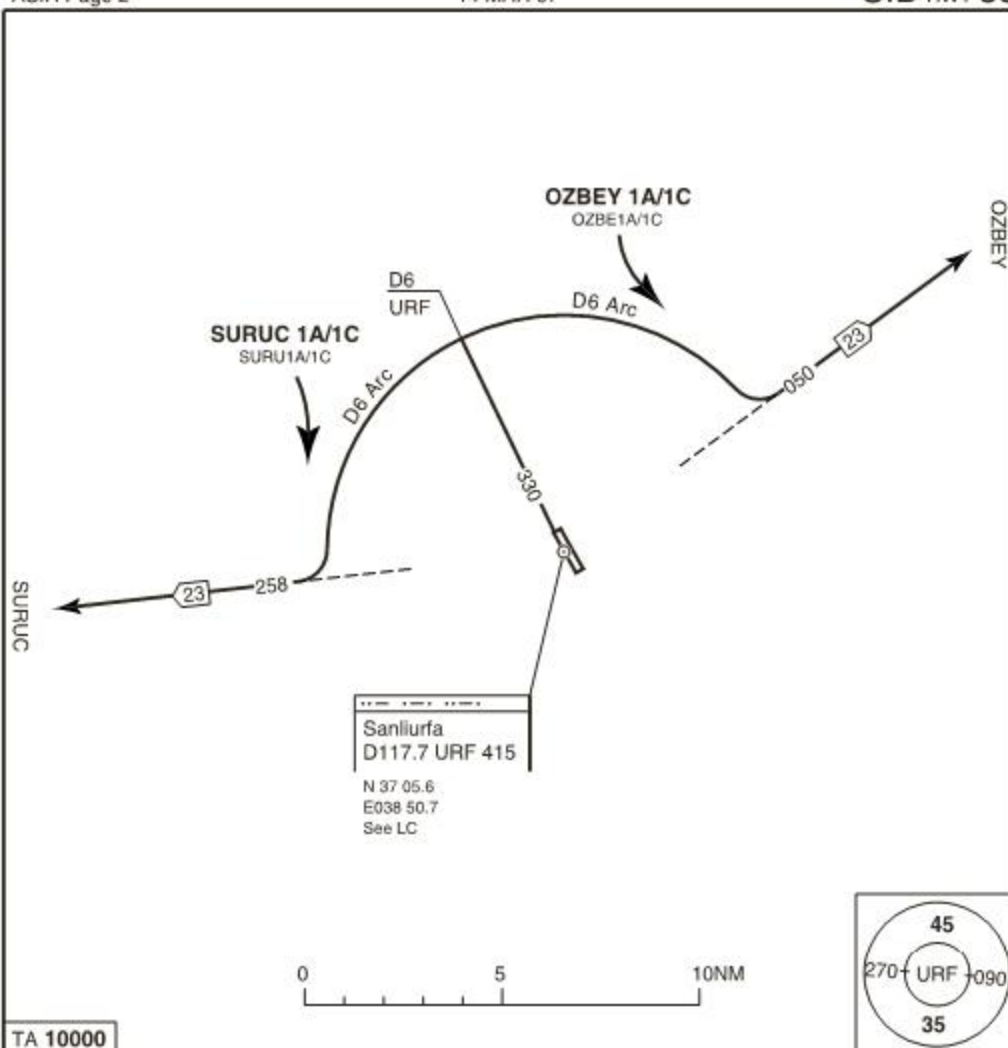 OZBEY 1A/1C
OZBE1A/1C
OZBEY
D6
URF
D6 Arc
SURUC 1A/1C
SURU1A/1C
23
D6 Arc
050
330
SURUC
23
258
Sanliurfa
D117.7 URF 415
N 37 05.6
E038 50.7
See LC
0 5 10NM
45
270 URF 090
35
TA 10000